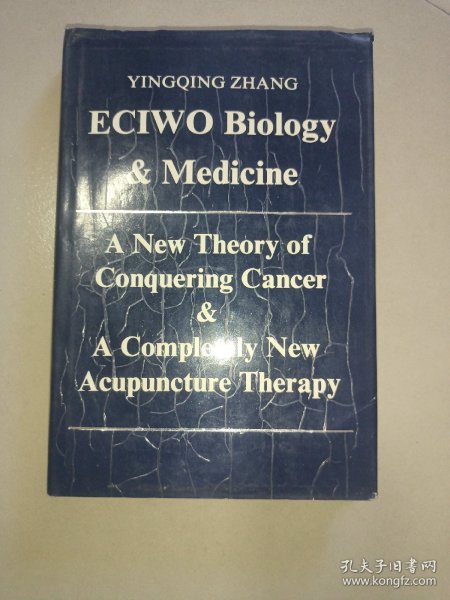 YINGQING ZHANG
ECIWO Biology
& Medicine
A New Theory of
Conquering Cancer
&
A Completely New
Acupuncture Therapy
孔夫子旧书网
www.kongfz.com